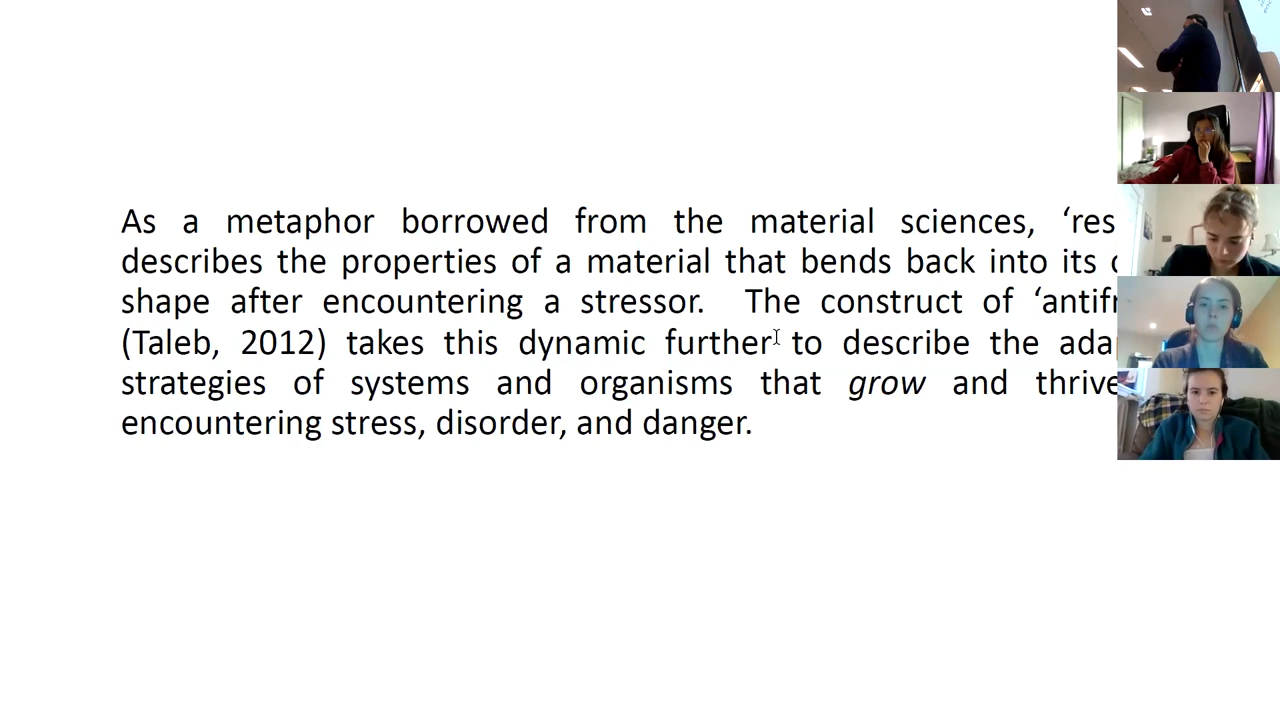 As a metaphor borrowed from the material sciences, ‘res
describes the properties of a material that bends back into its
shape after encountering a stressor. The construct of ‘antifr
(Taleb, 2012) takes this dynamic further to describe the ada
strategies of systems and organisms that grow and thrive
encountering stress, disorder, and danger.